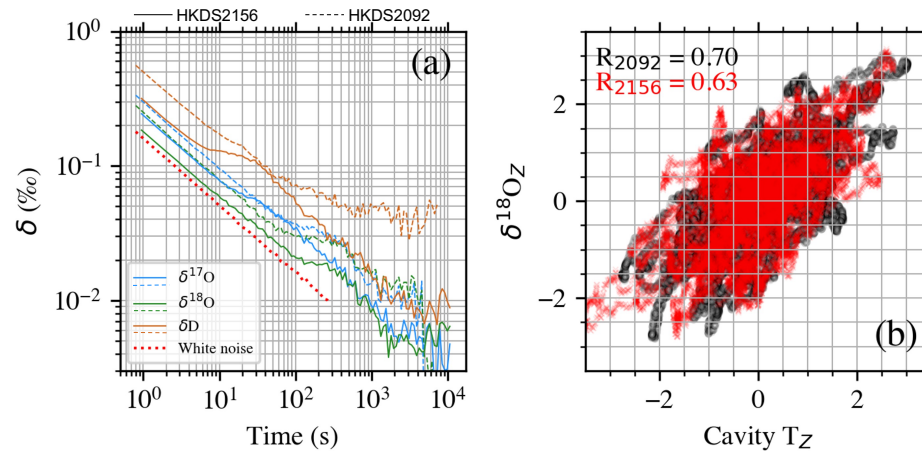 HKDS2156 HKDS2092
10⁰
10⁻¹
10⁻²
δ (‰)
(a)
δ¹⁷O
δ¹⁸O
δD
White noise
10⁰ 10¹ 10² 10³ 10⁴
Time (s)
R₂₀₉₂ = 0.70
R₂₁₅₆ = 0.63
2
0
−2
δ¹⁸O_Z
(b)
−2 0 2
Cavity T_Z